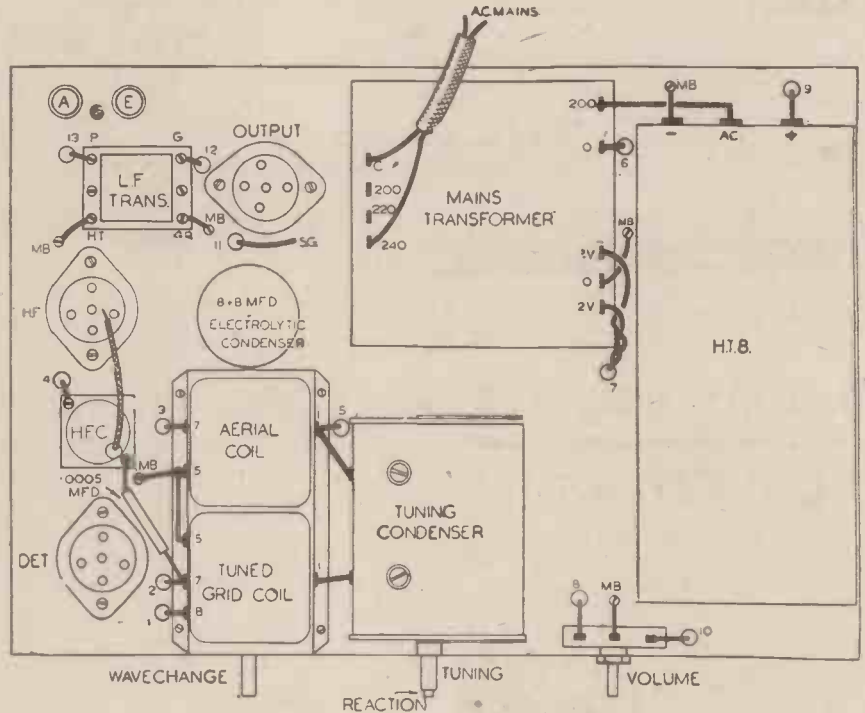 A.C. MAINS.
A
E
13
P
G
12
OUTPUT
L.F
TRANS.
MB
HT
GB
MB
11
SG
C
200
220
240
MAINS
TRANSFORMER
200
0
6
MB
2V
0
2V
7
MB
9
-
AC
+
H.T.8.
HF
8+8 MFD
ELECTROLYTIC
CONDENSER
4
HFC
.0005
MFD
MB
3
7
5
AERIAL
COIL
1
5
DET
5
7
8
2
1
TUNED
GRID COIL
1
TUNING
CONDENSER
8
MB
10
WAVECHANGE
REACTION
TUNING
VOLUME